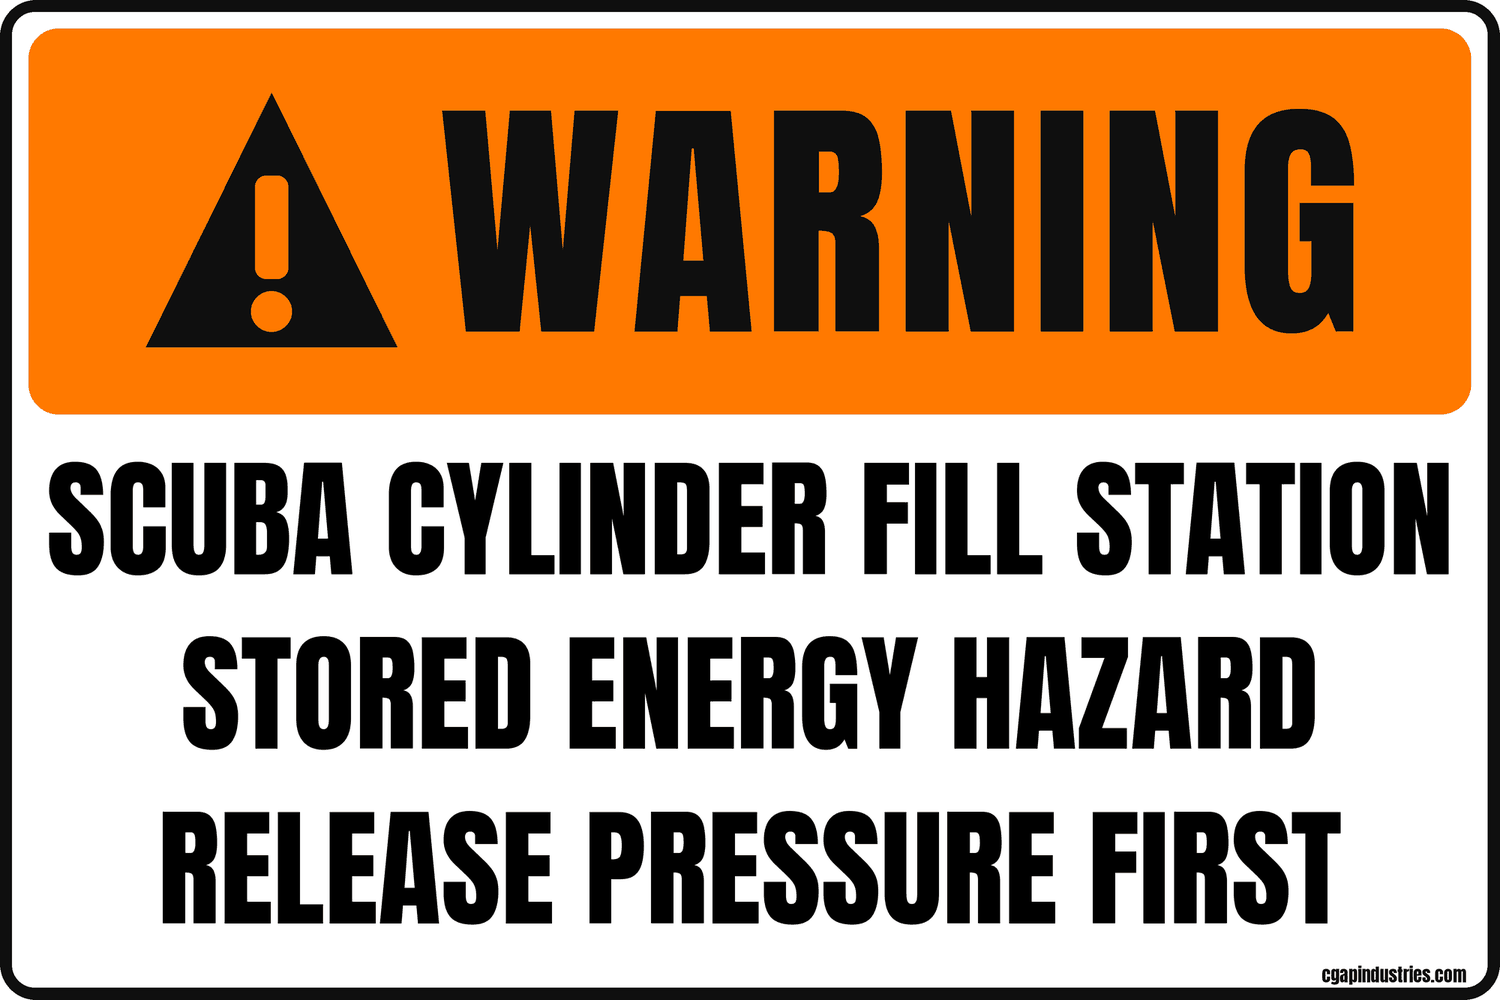 WARNING
SCUBA CYLINDER FILL STATION
STORED ENERGY HAZARD
RELEASE PRESSURE FIRST
cgapindustries.com